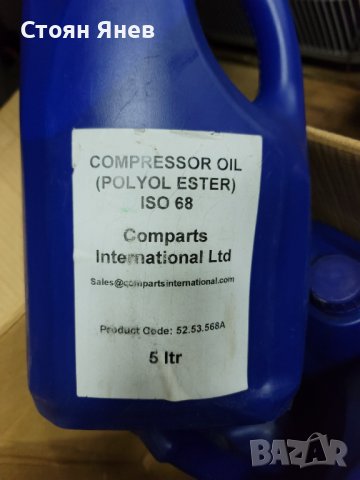 Стоян Янев
COMPRESSOR OIL
(POLYOL ESTER)
ISO 68
Comparts
International Ltd
Sales@compartsinternational.com
Product Code: 52.53.568A
5 ltr
BAZAR